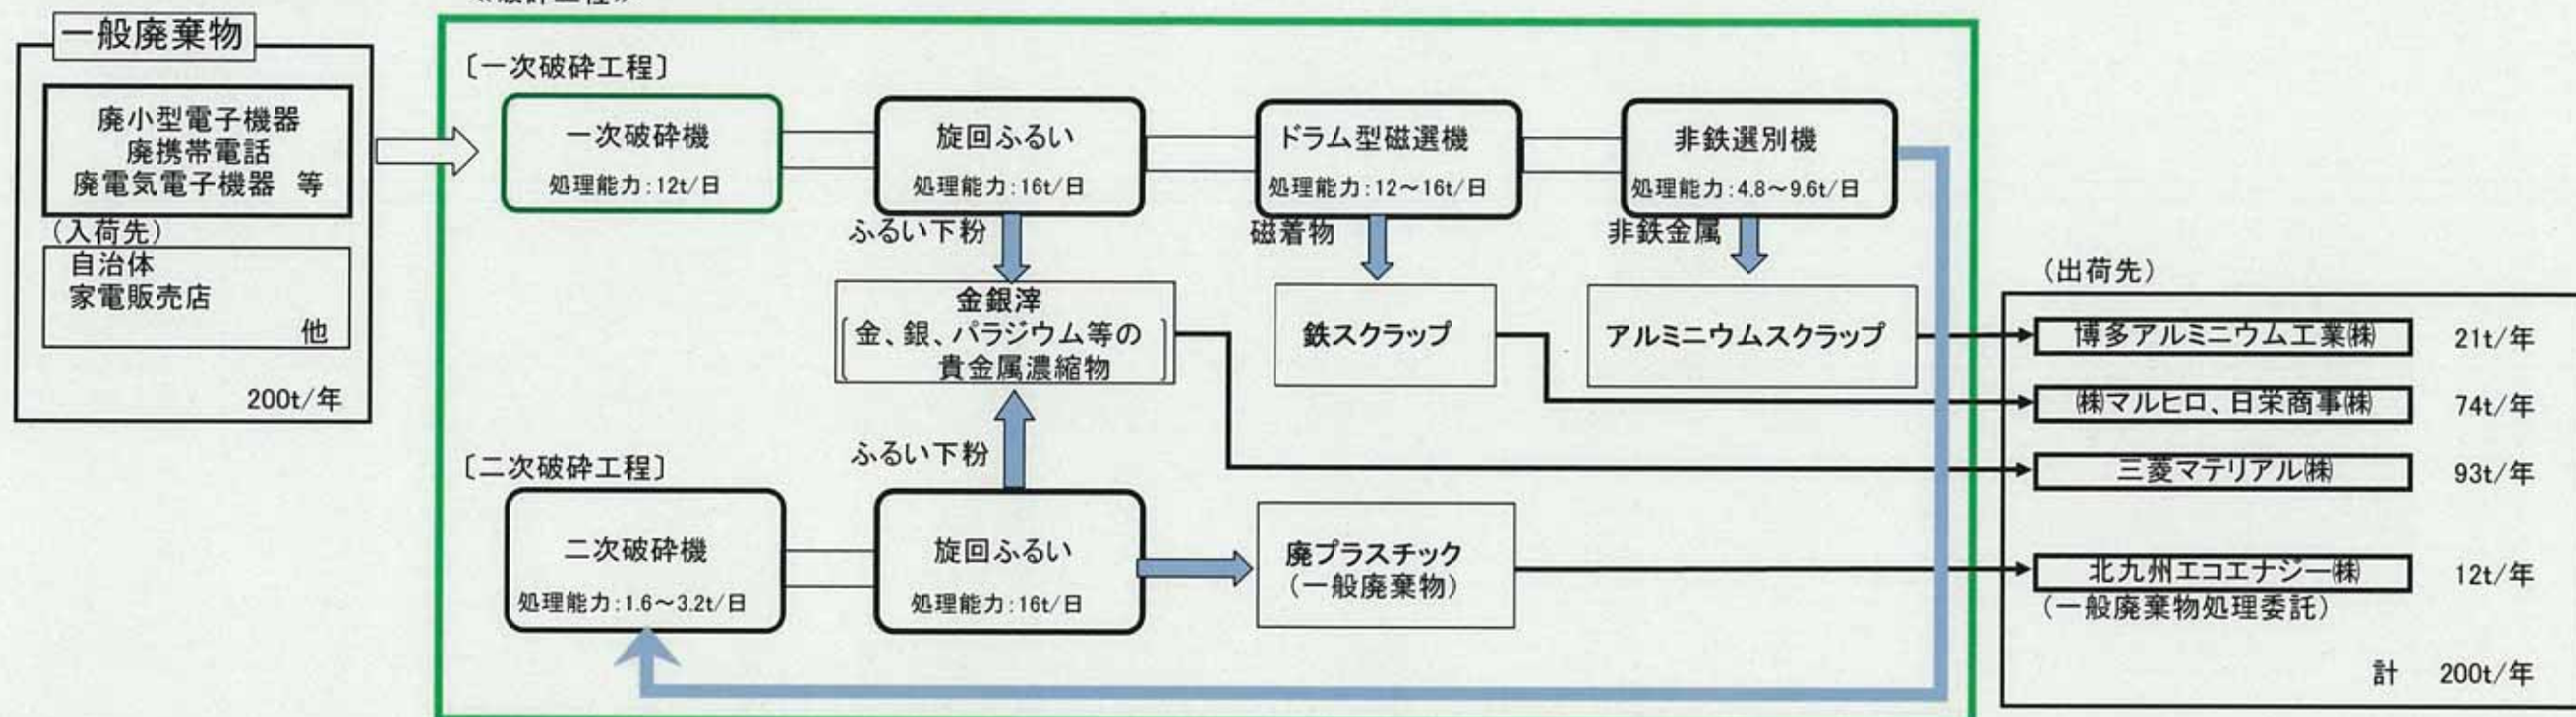 一般廃棄物
廃小型電子機器
廃携帯電話
廃電気電子機器 等
(入荷先)
自治体
家電販売店
他
200t/年
〔一次破砕工程〕
一次破砕機
処理能力:12t/日
旋回ふるい
処理能力:16t/日
ドラム型磁選機
処理能力:12～16t/日
非鉄選別機
処理能力:4.8～9.6t/日
ふるい下粉
磁着物
非鉄金属
金銀滓
金、銀、パラジウム等の
貴金属濃縮物
鉄スクラップ
アルミニウムスクラップ
ふるい下粉
〔二次破砕工程〕
二次破砕機
処理能力:1.6～3.2t/日
旋回ふるい
処理能力:16t/日
廃プラスチック
(一般廃棄物)
(出荷先)
博多アルミニウム工業㈱ 21t/年
㈱マルヒロ、日栄商事㈱ 74t/年
三菱マテリアル㈱ 93t/年
北九州エコエナジー㈱ 12t/年
(一般廃棄物処理委託)
計 200t/年